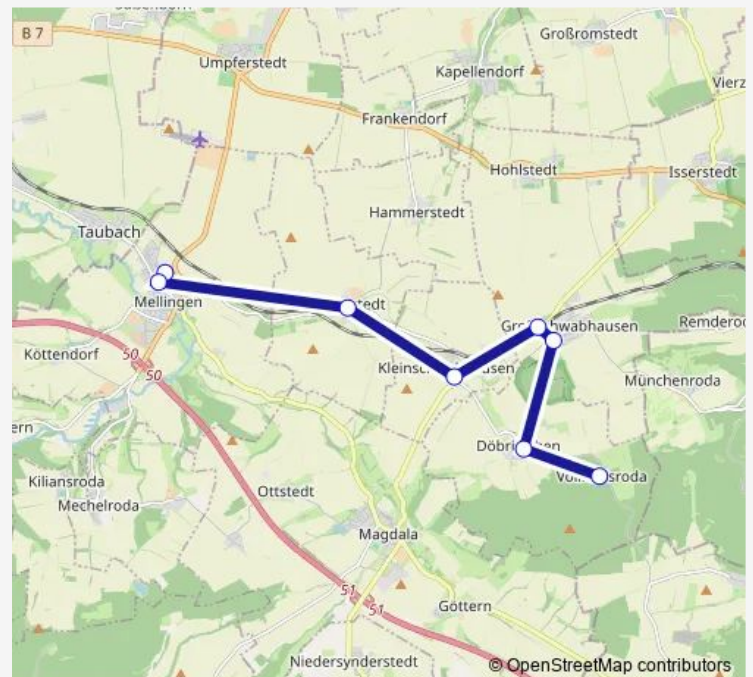 B 7
Großromstedt
Umpferstedt
Kapellendorf
Vierz
Frankendorf
Hohlstedt
Isserstedt
Hammerstedt
Taubach
Mellingen
stedt
Remderod
Köttendorf
50
50
Münchenroda
Kiliansroda
Mechelroda
Ottstedt
Magdala
51
51
Göttern
Niedersynderstedt
© OpenStreetMap contributors